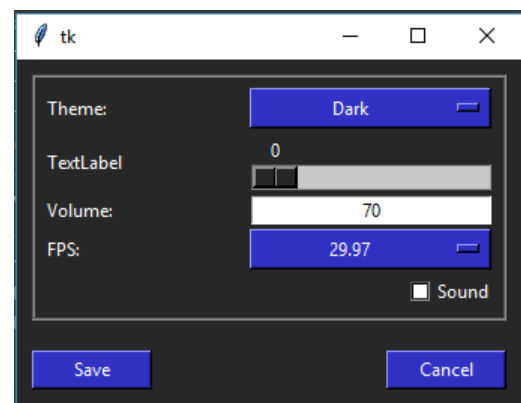 tk
Theme: Dark
0
TextLabel
Volume: 70
FPS: 29.97
Sound
Save Cancel